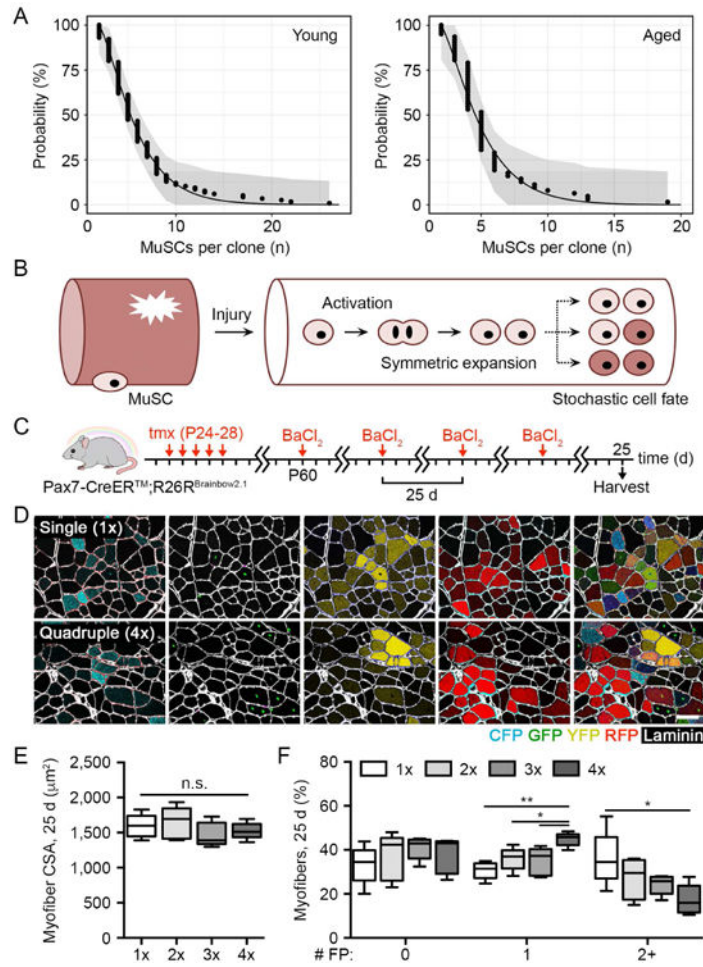 A
Young
Aged
Probability (%)
100
75
50
25
0
0
10
20
MuSCs per clone (n)
Probability (%)
100
75
50
25
0
0
5
10
15
20
MuSCs per clone (n)
B
Injury
Activation
Symmetric expansion
MuSC
Stochastic cell fate
C
tmx (P24-28)
BaCl2
BaCl2
BaCl2
BaCl2
25
time (d)
P60
25 d
Harvest
Pax7-CreER™;R26RBrainbow2.1
D
Single (1x)
Quadruple (4x)
CFP GFP YFP RFP Laminin
E
Myofiber CSA, 25 d (µm²)
2,500
2,000
1,500
1,000
500
0
n.s.
1x 2x 3x 4x
F
1x 2x 3x 4x
Myofibers, 25 d (%)
80
60
40
20
0
**
*
*
# FP: 0 1 2+